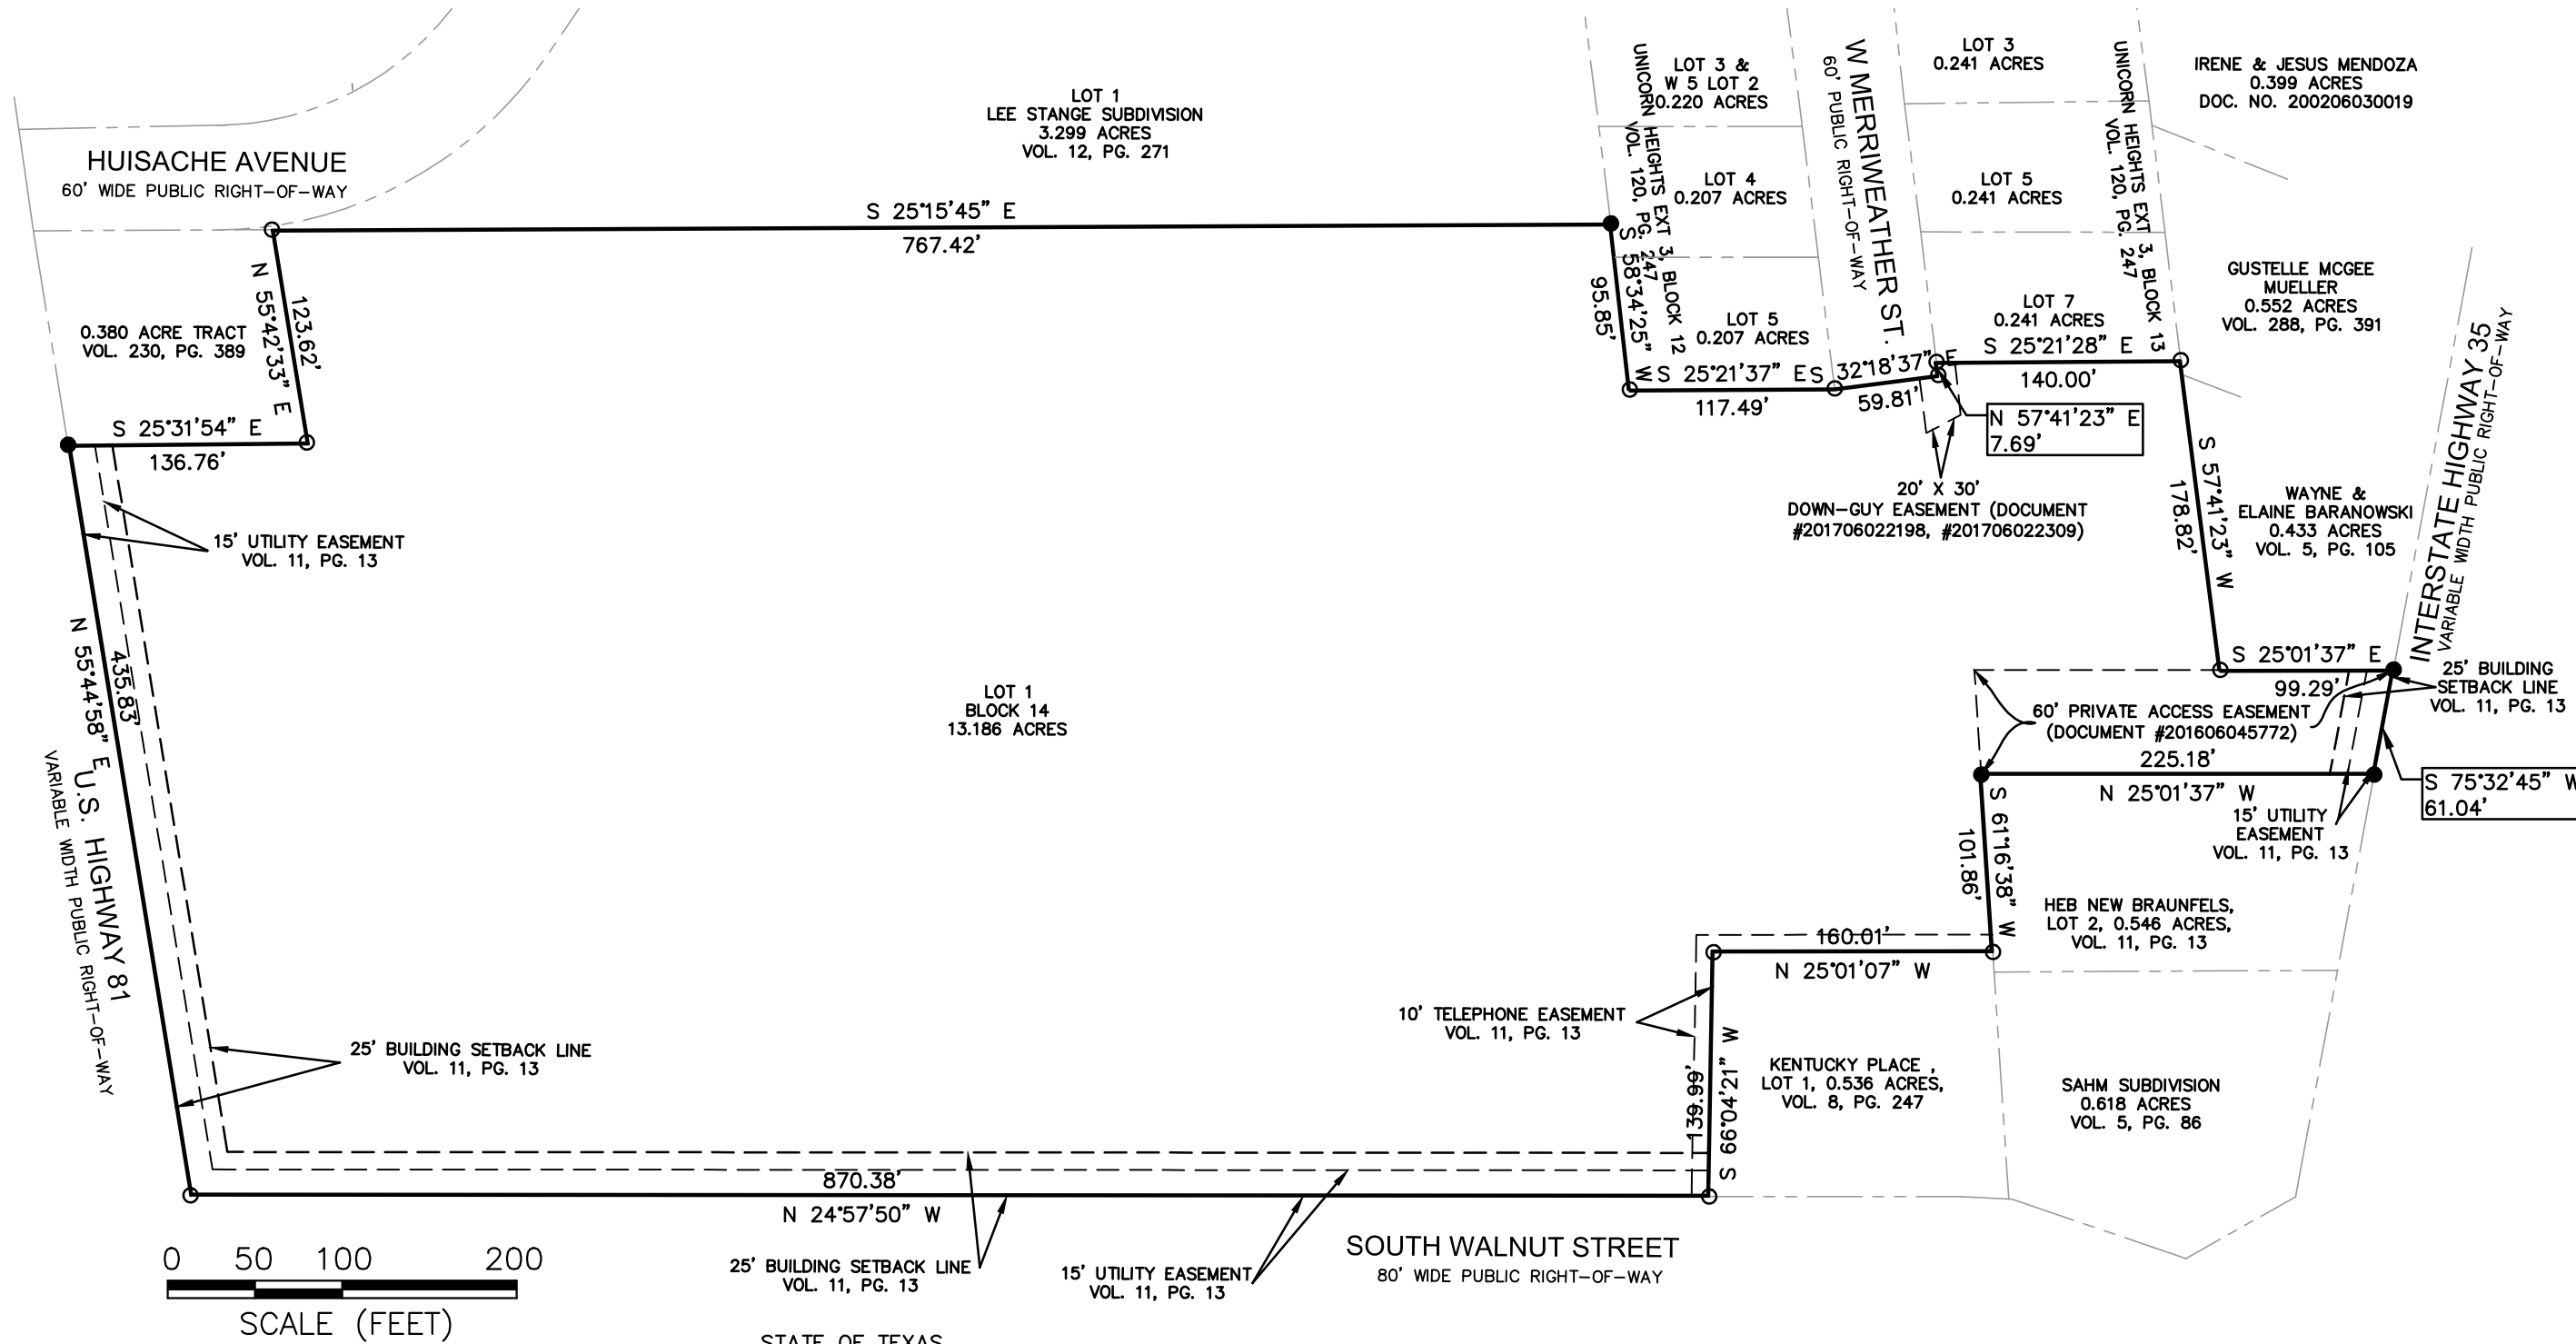 LOT 1
LEE STANGE SUBDIVISION
3.299 ACRES
VOL. 12, PG. 271
HUISACHE AVENUE
60' WIDE PUBLIC RIGHT-OF-WAY
S 25°15'45" E
767.42'
N 55°42'33" E
123.62'
0.380 ACRE TRACT
VOL. 230, PG. 389
S 25°31'54" E
136.76'
15' UTILITY EASEMENT
VOL. 11, PG. 13
N 55°44'58" E
435.83'
U.S. HIGHWAY 81
VARIABLE WIDTH PUBLIC RIGHT-OF-WAY
25' BUILDING SETBACK LINE
VOL. 11, PG. 13
LOT 1
BLOCK 14
13.186 ACRES
UNICORN HEIGHTS EXT 3, BLOCK 12
VOL. 120, PG. 247
LOT 3 &
W 5 LOT 2
0.220 ACRES
LOT 4
0.207 ACRES
LOT 5
0.207 ACRES
S 58°34'25" W
95.85'
S 25°21'37" E
117.49'
W MERRIWEATHER ST.
60' PUBLIC RIGHT-OF-WAY
S 32°18'37" E
59.81'
LOT 3
0.241 ACRES
LOT 5
0.241 ACRES
LOT 7
0.241 ACRES
UNICORN HEIGHTS EXT 3, BLOCK 13
VOL. 120, PG. 247
S 25°21'28" E
140.00'
N 57°41'23" E
7.69'
20' X 30'
DOWN-GUY EASEMENT (DOCUMENT
#201706022198, #201706022309)
IRENE & JESUS MENDOZA
0.399 ACRES
DOC. NO. 200206030019
GUSTELLE MCGEE
MUELLER
0.552 ACRES
VOL. 288, PG. 391
S 57°41'23" W
178.82'
WAYNE &
ELAINE BARANOWSKI
0.433 ACRES
VOL. 5, PG. 105
INTERSTATE HIGHWAY 35
VARIABLE WIDTH PUBLIC RIGHT-OF-WAY
S 25°01'37" E
99.29'
25' BUILDING
SETBACK LINE
VOL. 11, PG. 13
60' PRIVATE ACCESS EASEMENT
(DOCUMENT #201606045772)
225.18'
N 25°01'37" W
S 75°32'45" W
61.04'
15' UTILITY
EASEMENT
VOL. 11, PG. 13
S 61°16'38" W
101.86'
HEB NEW BRAUNFELS,
LOT 2, 0.546 ACRES,
VOL. 11, PG. 13
160.01'
N 25°01'07" W
10' TELEPHONE EASEMENT
VOL. 11, PG. 13
139.99'
S 66°04'21" W
KENTUCKY PLACE ,
LOT 1, 0.536 ACRES,
VOL. 8, PG. 247
SAHM SUBDIVISION
0.618 ACRES
VOL. 5, PG. 86
870.38'
N 24°57'50" W
25' BUILDING SETBACK LINE
VOL. 11, PG. 13
15' UTILITY EASEMENT
VOL. 11, PG. 13
SOUTH WALNUT STREET
80' WIDE PUBLIC RIGHT-OF-WAY
0 50 100 200
SCALE (FEET)
STATE OF TEXAS